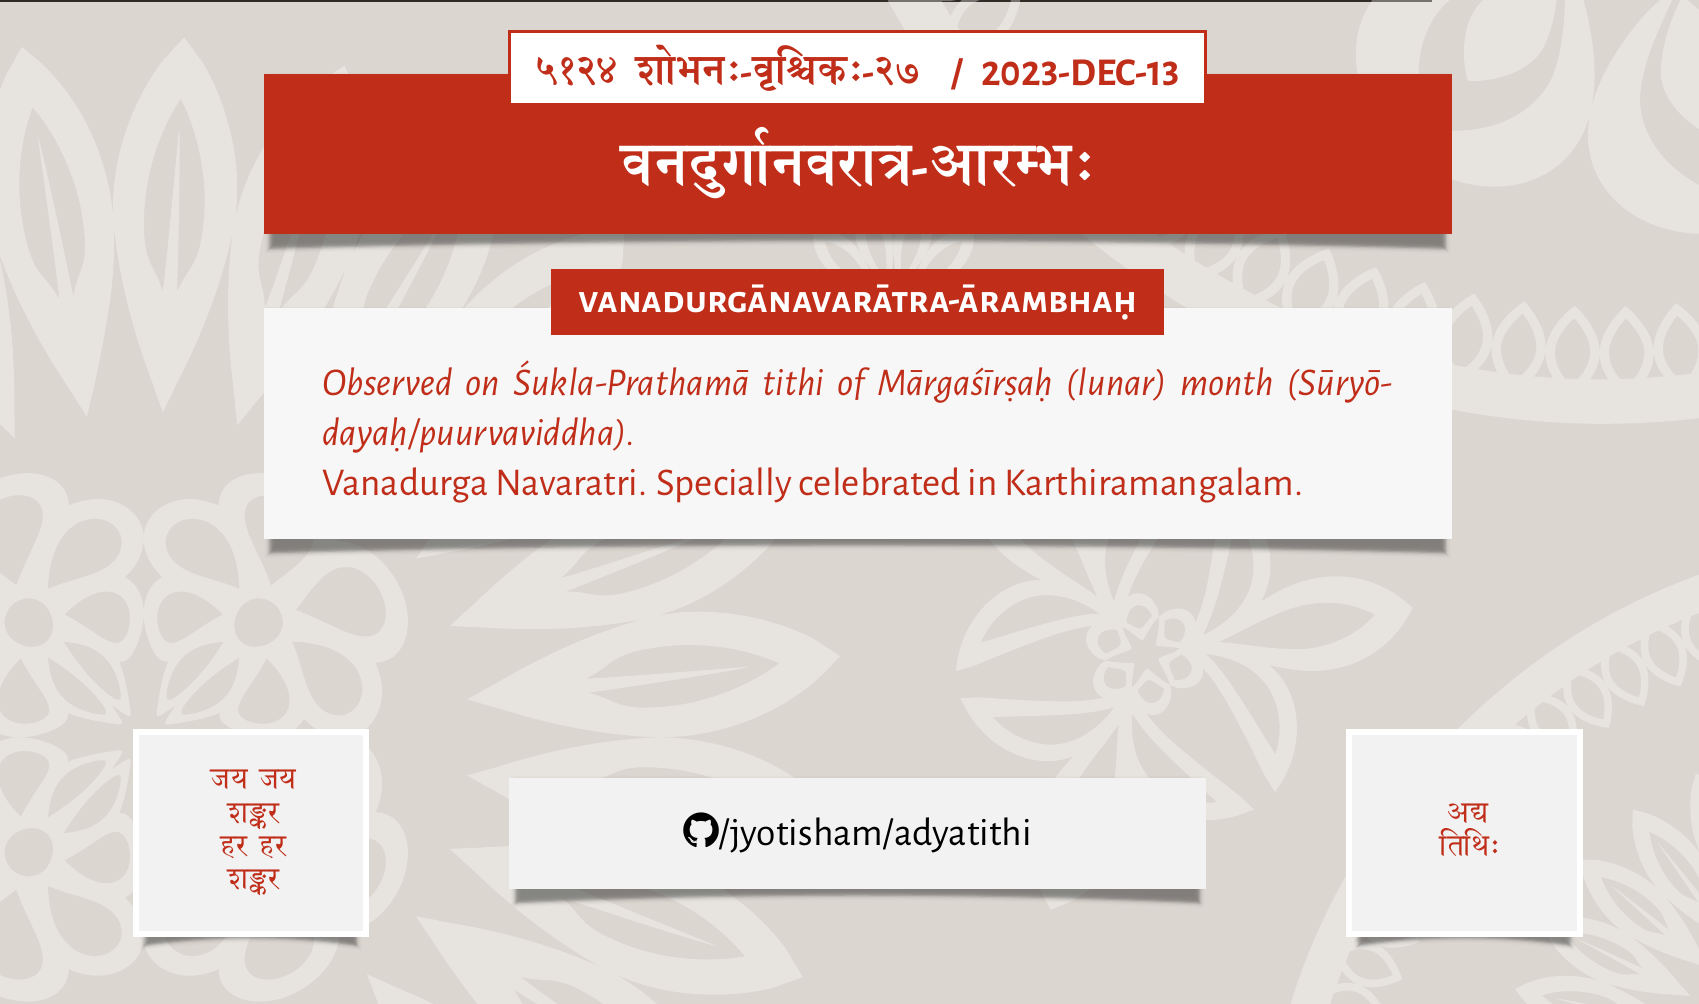 ५१२४ शोभनः-वृश्चिकः-२७ / 2023-DEC-13
वनदुर्गानवरात्र-आरम्भः
VANADURGĀNAVARĀTRA-ĀRAMBHAḤ
Observed on Śukla-Prathamā tithi of Mārgaśīrṣaḥ (lunar) month (Sūryō-
dayaḥ/puurvaviddha).
Vanadurga Navaratri. Specially celebrated in Karthiramangalam.
जय जय
शङ्कर
हर हर
शङ्कर
/jyotisham/adyatithi
अद्य
तिथिः